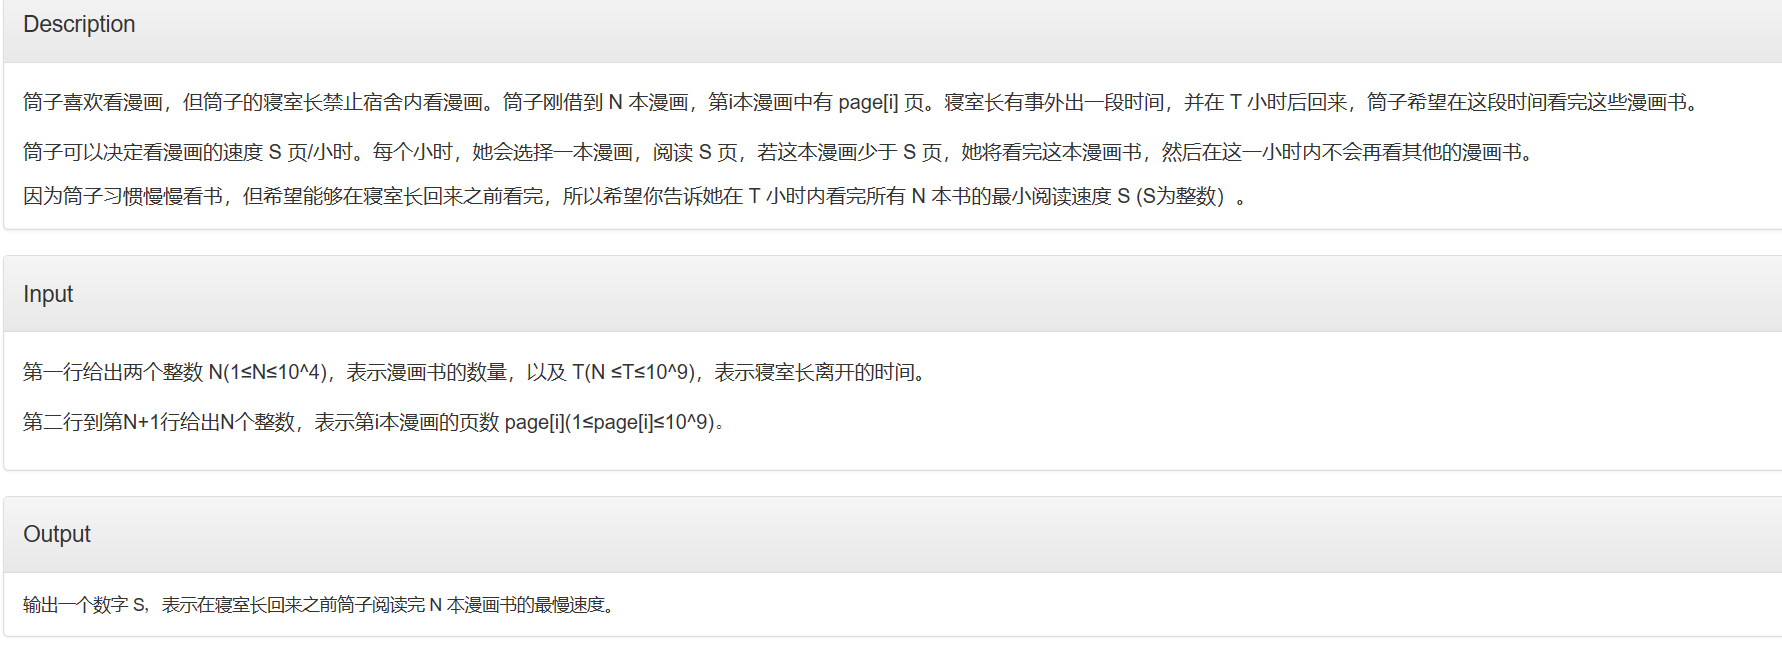 Description
筒子喜欢看漫画，但筒子的寝室长禁止宿舍内看漫画。筒子刚借到 N 本漫画，第i本漫画中有 page[i] 页。寝室长有事外出一段时间，并在 T 小时后回来，筒子希望在这段时间看完这些漫画书。
筒子可以决定看漫画的速度 S 页/小时。每个小时，她会选择一本漫画，阅读 S 页，若这本漫画少于 S 页，她将看完这本漫画书，然后在这一小时内不会再看其他的漫画书。
因为筒子习惯慢慢看书，但希望能够在寝室长回来之前看完，所以希望你告诉她在 T 小时内看完所有 N 本书的最小阅读速度 S (S为整数）。
Input
第一行给出两个整数 N(1≤N≤10^4)，表示漫画书的数量，以及 T(N ≤T≤10^9)，表示寝室长离开的时间。
第二行到第N+1行给出N个整数，表示第i本漫画的页数 page[i](1≤page[i]≤10^9)。
Output
输出一个数字 S，表示在寝室长回来之前筒子阅读完 N 本漫画书的最慢速度。